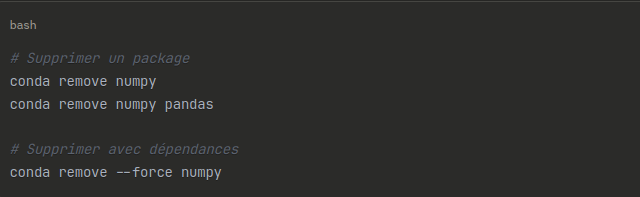 bash
# Supprimer un package
conda remove numpy
conda remove numpy pandas
# Supprimer avec dépendances
conda remove --force numpy